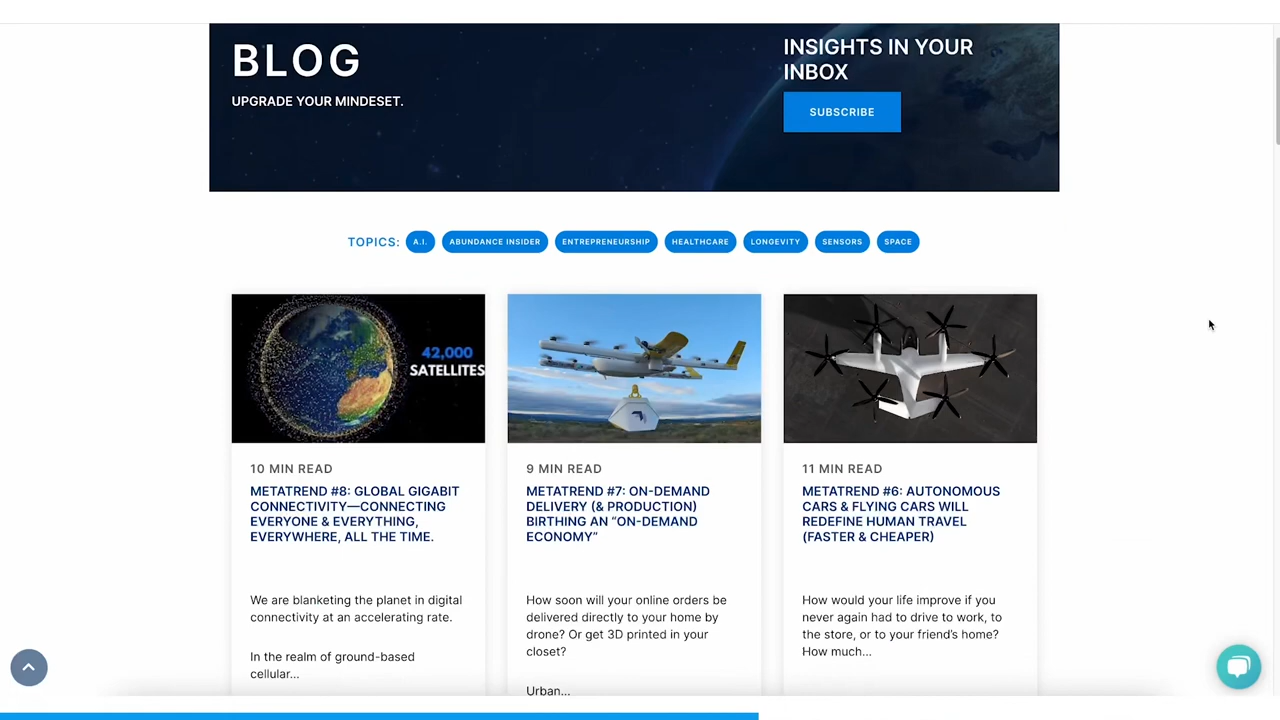 BLOG
UPGRADE YOUR MINDESET.
INSIGHTS IN YOUR
INBOX
SUBSCRIBE
TOPICS: A.I. ABUNDANCE INSIDER ENTREPRENEURSHIP HEALTHCARE LONGEVITY SENSORS SPACE
42,000
SATELLITES
10 MIN READ
METATREND #8: GLOBAL GIGABIT
CONNECTIVITY—CONNECTING
EVERYONE & EVERYTHING,
EVERYWHERE, ALL THE TIME.
We are blanketing the planet in digital
connectivity at an accelerating rate.
In the realm of ground-based
cellular...
9 MIN READ
METATREND #7: ON-DEMAND
DELIVERY (& PRODUCTION)
BIRTHING AN “ON-DEMAND
ECONOMY”
How soon will your online orders be
delivered directly to your home by
drone? Or get 3D printed in your
closet?
Urban...
11 MIN READ
METATREND #6: AUTONOMOUS
CARS & FLYING CARS WILL
REDEFINE HUMAN TRAVEL
(FASTER & CHEAPER)
How would your life improve if you
never again had to drive to work, to
the store, or to your friend’s home?
How much...